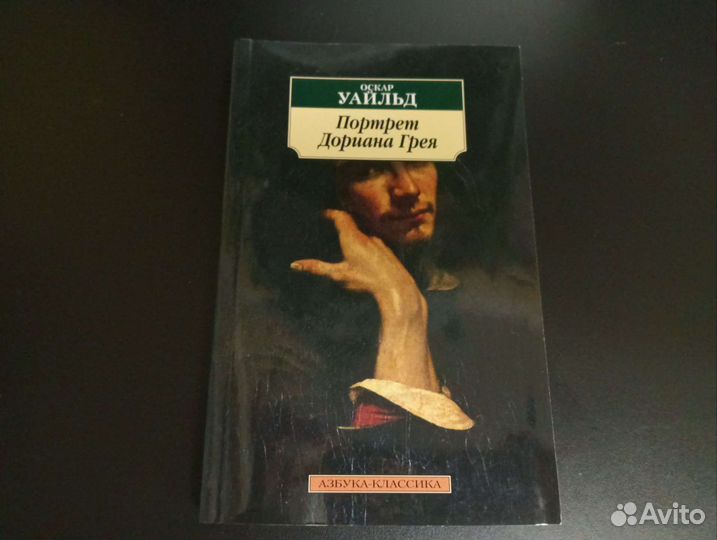 ОСКАР
УАЙЛЬД
Портрет
Дориана Грея
АЗБУКА-КЛАССИКА
Avito